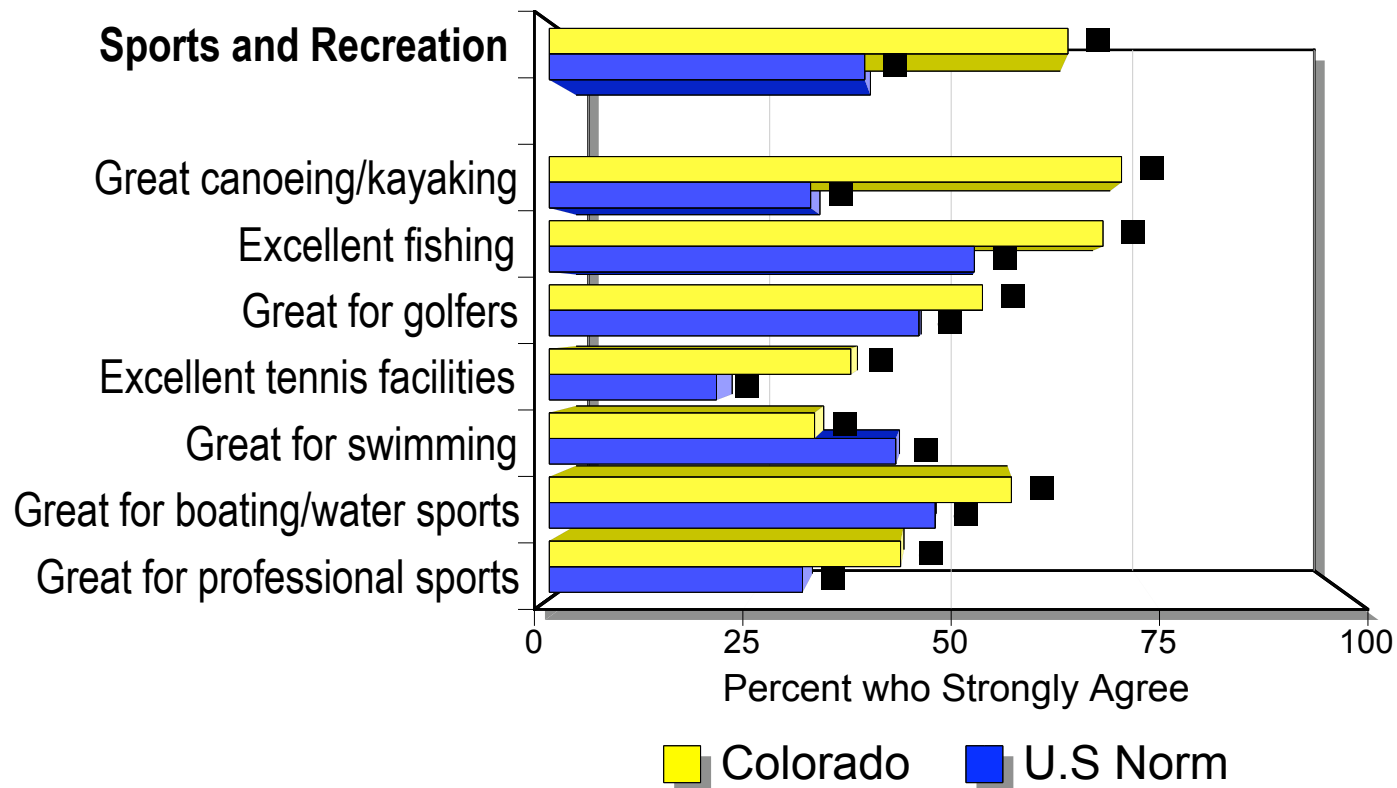 Sports and Recreation
Great canoeing/kayaking
Excellent fishing
Great for golfers
Excellent tennis facilities
Great for swimming
Great for boating/water sports
Great for professional sports
0 25 50 75 100
Percent who Strongly Agree
Colorado U.S Norm